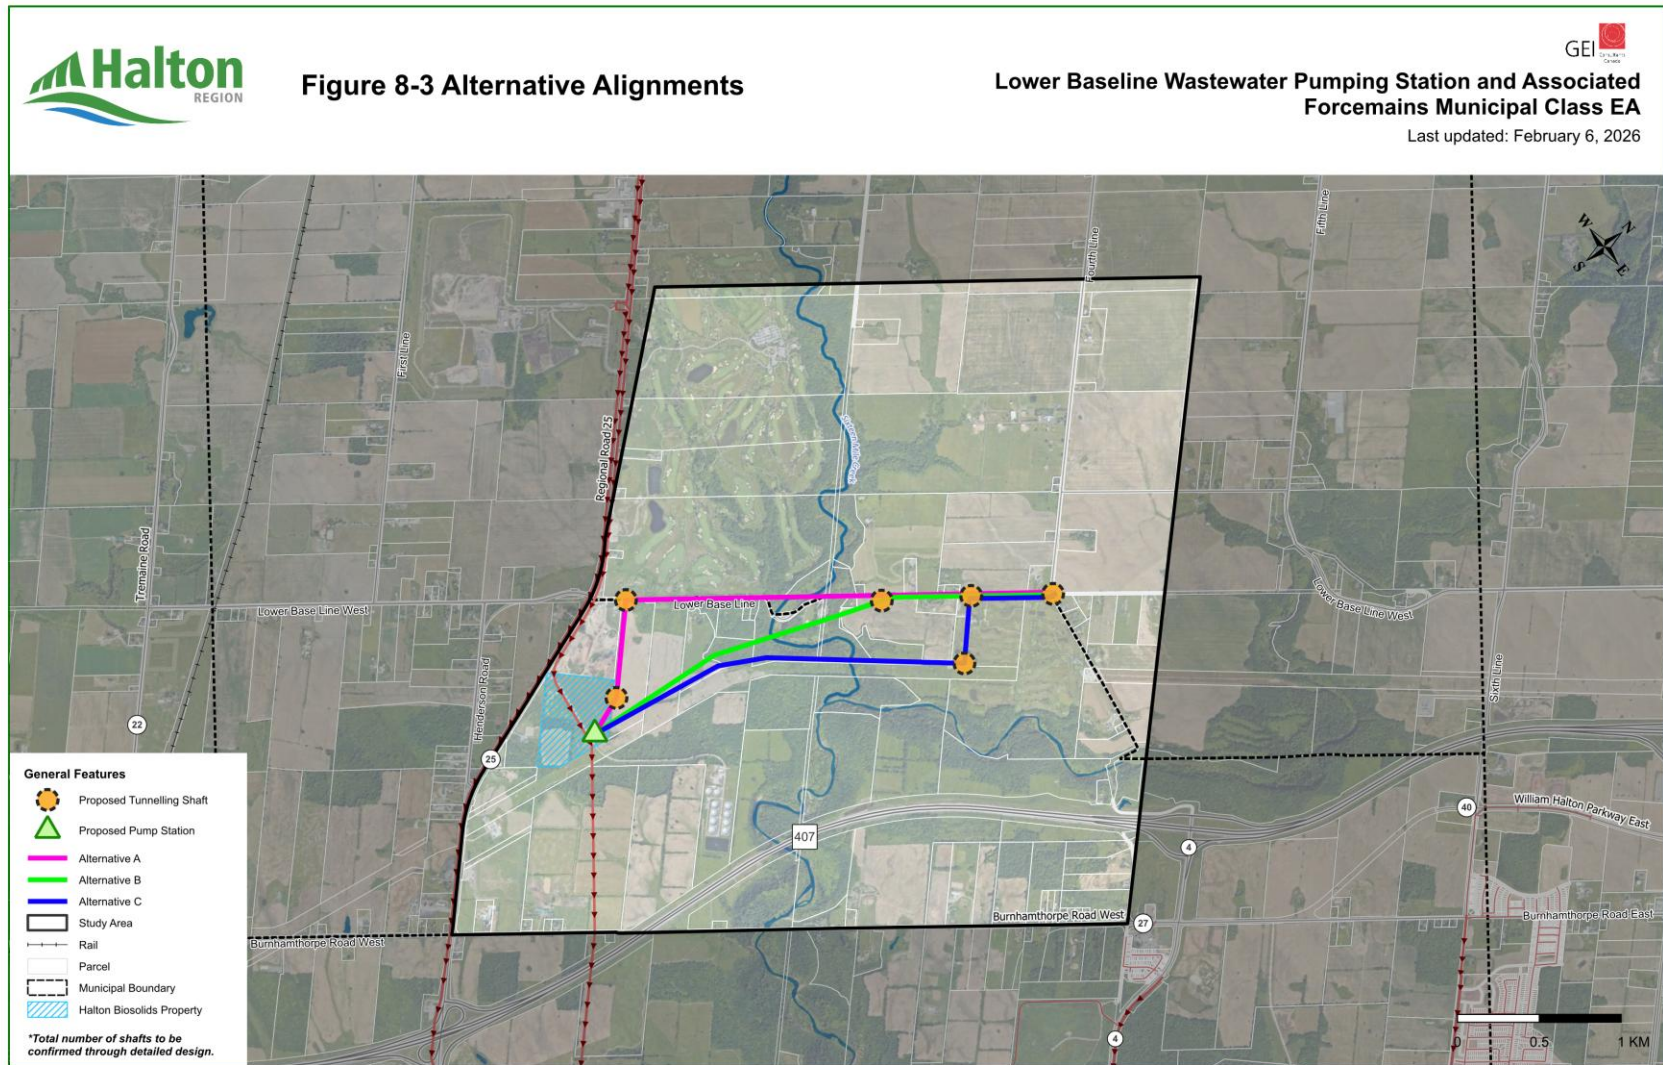 Halton
REGION
Figure 8-3 Alternative Alignments
GEI
Consultants
Canada
Lower Baseline Wastewater Pumping Station and Associated
Forcemains Municipal Class EA
Last updated: February 6, 2026
W
N
S
E
Fifth Line
Fourth Line
First Line
Regional Road 25
Sixteen Mile Creek
Tremaine Road
Lower Base Line West
Lower Base Line
Lower Base Line West
Henderson Road
Sixth Line
22
25
40
William Halton Parkway East
407
4
Burnhamthorpe Road West
27
Burnhamthorpe Road East
Burnhamthorpe Road West
4
0
0.5
1 KM
General Features
Proposed Tunnelling Shaft
Proposed Pump Station
Alternative A
Alternative B
Alternative C
Study Area
Rail
Parcel
Municipal Boundary
Halton Biosolids Property
*Total number of shafts to be
confirmed through detailed design.